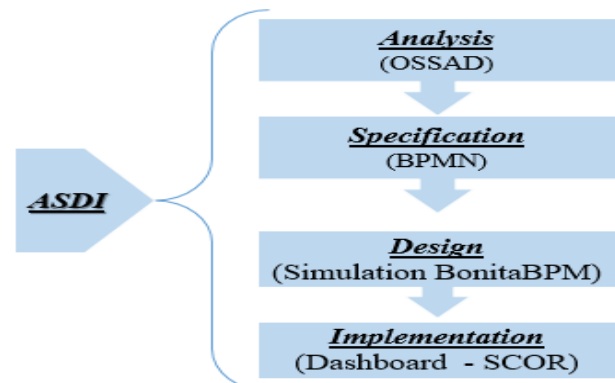 ASDI
Analysis
(OSSAD)
Specification
(BPMN)
Design
(Simulation BonitaBPM)
Implementation
(Dashboard - SCOR)